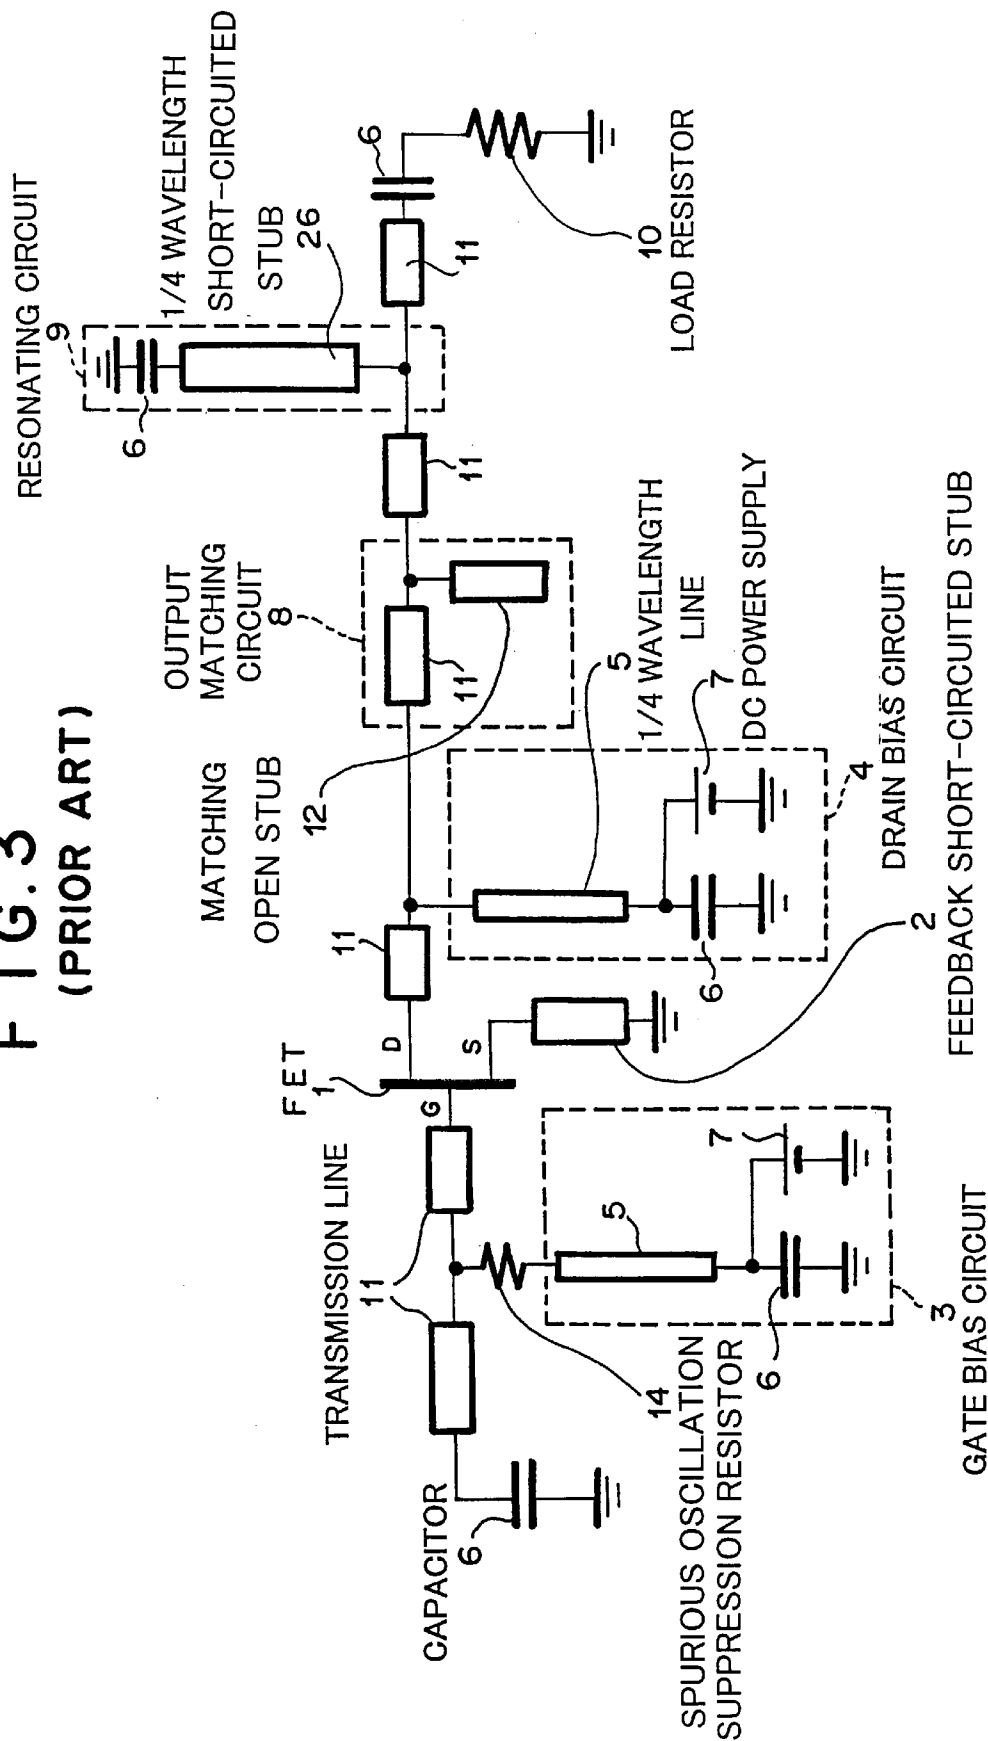 FIG.3
(PRIOR ART)
RESONATING CIRCUIT
9
1/4 WAVELENGTH
SHORT-CIRCUITED
STUB
26
6
6
11
10
LOAD RESISTOR
11
OUTPUT
MATCHING
CIRCUIT
8
11
MATCHING
OPEN STUB
12
5
1/4 WAVELENGTH
LINE
7
DC POWER SUPPLY
6
4
DRAIN BIAS CIRCUIT
11
FET
1
D
S
G
2
FEEDBACK SHORT-CIRCUITED STUB
TRANSMISSION LINE
11
5
7
6
3
GATE BIAS CIRCUIT
14
SPURIOUS OSCILLATION
SUPPRESSION RESISTOR
CAPACITOR
6